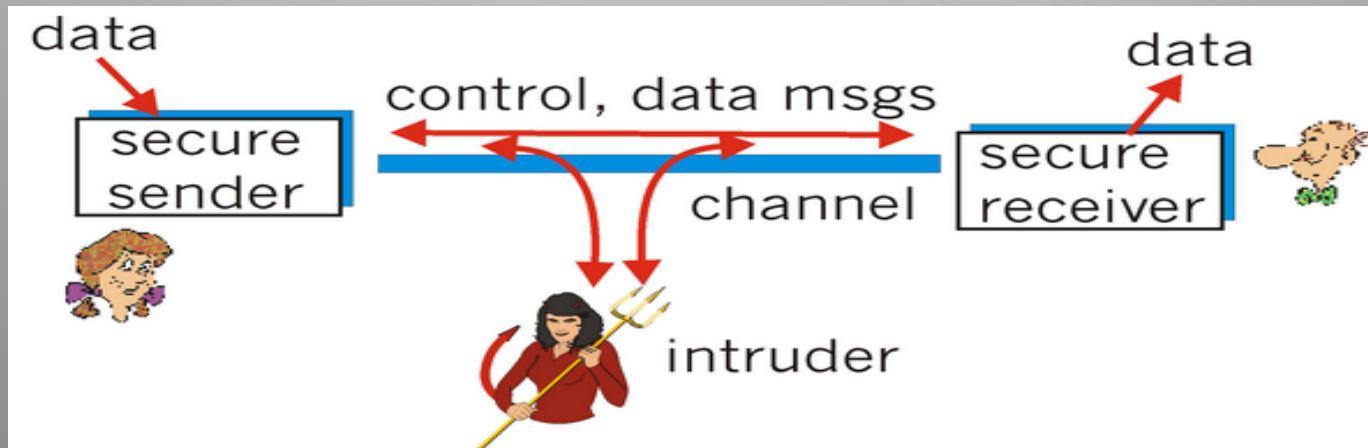 data
data
control, data msgs
secure
sender
secure
receiver
channel
intruder